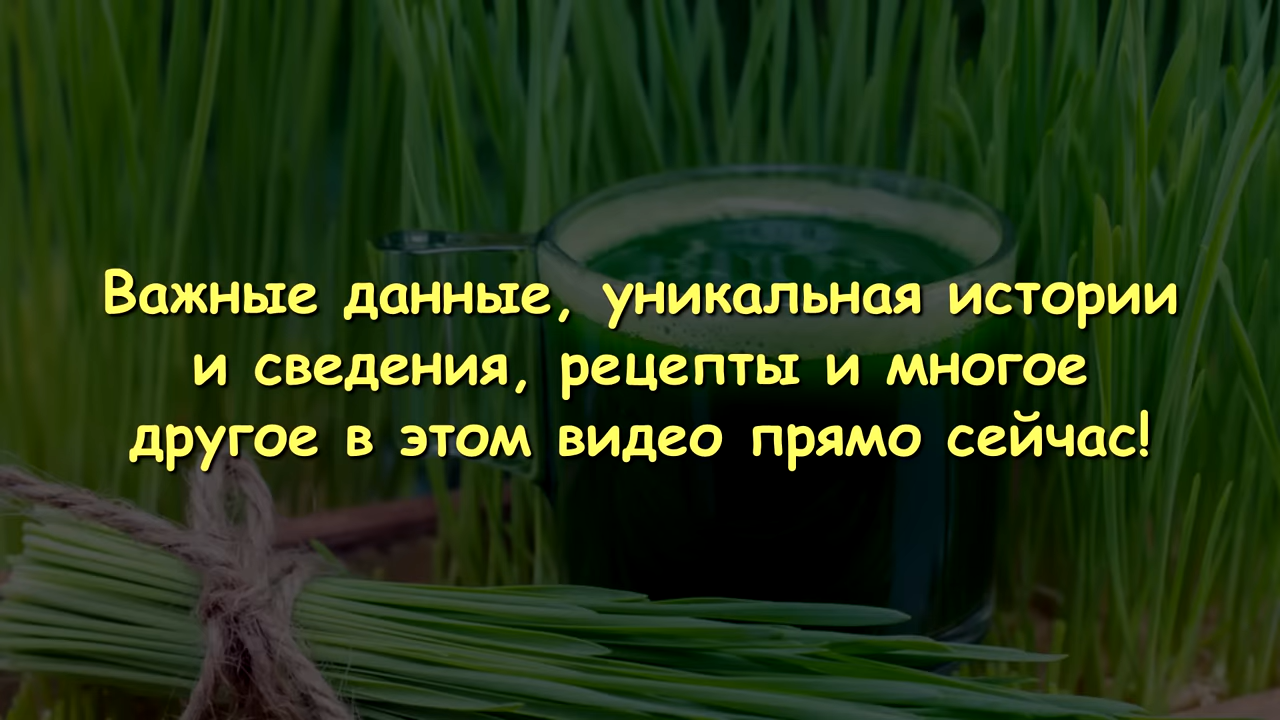 Важные данные, уникальная истории
и сведения, рецепты и многое
другое в этом видео прямо сейчас!